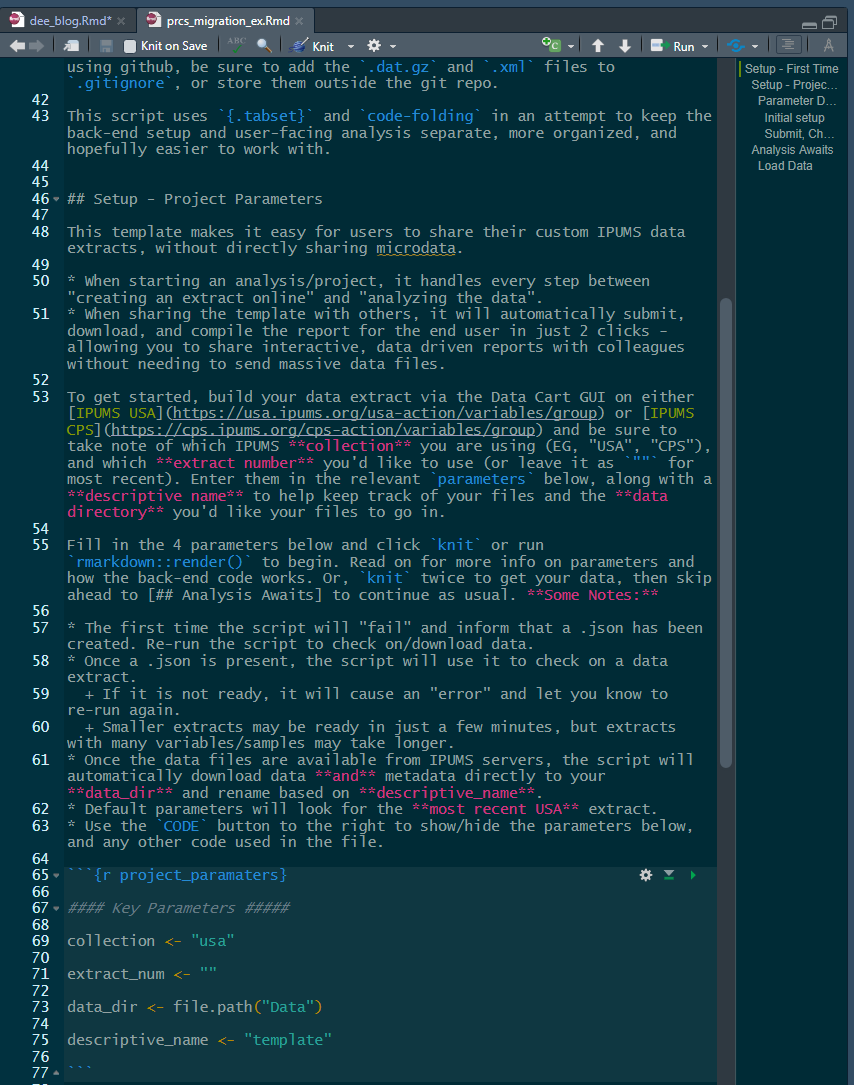 dee_blog.Rmd*
prcs_migration_ex.Rmd
Knit on Save
ABC
Knit
Run
using github, be sure to add the `.dat.gz` and `.xml` files to
`.gitignore`, or store them outside the git repo.
42
43 This script uses `{.tabset}` and `code-folding` in an attempt to keep the
back-end setup and user-facing analysis separate, more organized, and
hopefully easier to work with.
44
45
46 ## Setup - Project Parameters
47
48 This template makes it easy for users to share their custom IPUMS data
extracts, without directly sharing microdata.
49
50 * When starting an analysis/project, it handles every step between
"creating an extract online" and "analyzing the data".
51 * When sharing the template with others, it will automatically submit,
download, and compile the report for the end user in just 2 clicks -
allowing you to share interactive, data driven reports with colleagues
without needing to send massive data files.
52
53 To get started, build your data extract via the Data Cart GUI on either
[IPUMS USA](https://usa.ipums.org/usa-action/variables/group) or [IPUMS
CPS](https://cps.ipums.org/cps-action/variables/group) and be sure to
take note of which IPUMS **collection** you are using (EG, "USA", "CPS"),
and which **extract number** you'd like to use (or leave it as `""` for
most recent). Enter them in the relevant `parameters` below, along with a
**descriptive name** to help keep track of your files and the **data
directory** you'd like your files to go in.
54
55 Fill in the 4 parameters below and click `knit` or run
`rmarkdown::render()` to begin. Read on for more info on parameters and
how the back-end code works. Or, `knit` twice to get your data, then skip
ahead to [## Analysis Awaits] to continue as usual. **Some Notes:**
56
57 * The first time the script will "fail" and inform that a .json has been
created. Re-run the script to check on/download data.
58 * Once a .json is present, the script will use it to check on a data
extract.
59 + If it is not ready, it will cause an "error" and let you know to
re-run again.
60 + Smaller extracts may be ready in just a few minutes, but extracts
with many variables/samples may take longer.
61 * Once the data files are available from IPUMS servers, the script will
automatically download data **and** metadata directly to your
**data_dir** and rename based on **descriptive_name**.
62 * Default parameters will look for the **most recent USA** extract.
63 * Use the `CODE` button to the right to show/hide the parameters below,
and any other code used in the file.
64
65 ```{r project_paramaters}
66
67 #### Key Parameters #####
68
69 collection <- "usa"
70
71 extract_num <- ""
72
73 data_dir <- file.path("Data")
74
75 descriptive_name <- "template"
76
77 ```
Setup - First Time
Setup - Projec...
Parameter D...
Initial setup
Submit, Ch...
Analysis Awaits
Load Data